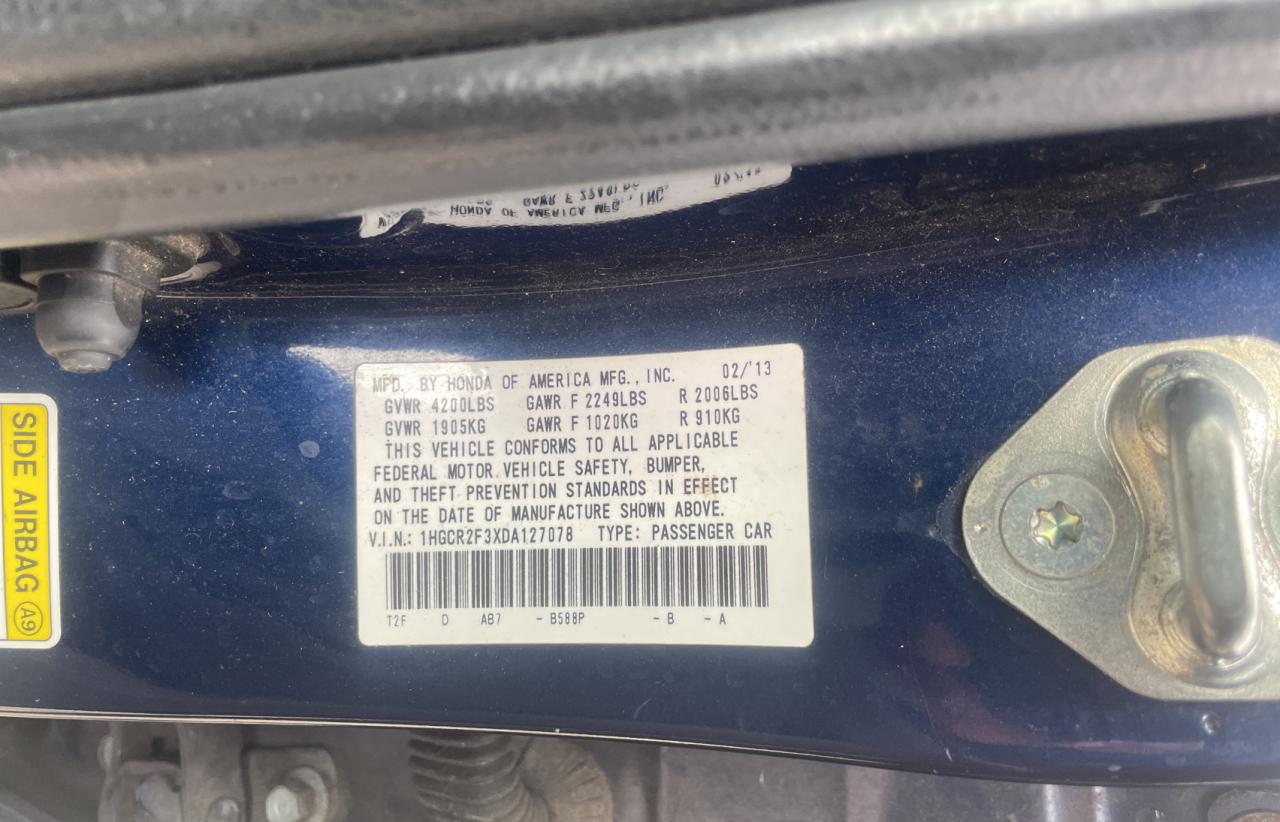 MFD. BY HONDA OF AMERICA MFG., INC. 02/'13
GVWR 4200LBS GAWR F 2249LBS R 2006LBS
GVWR 1905KG GAWR F 1020KG R 910KG
THIS VEHICLE CONFORMS TO ALL APPLICABLE
FEDERAL MOTOR VEHICLE SAFETY, BUMPER,
AND THEFT PREVENTION STANDARDS IN EFFECT
ON THE DATE OF MANUFACTURE SHOWN ABOVE.
V.I.N.: 1HGCR2F3XDA127078 TYPE: PASSENGER CAR
T2F D AB7 - B588P - B - A
SIDE AIRBAG A9